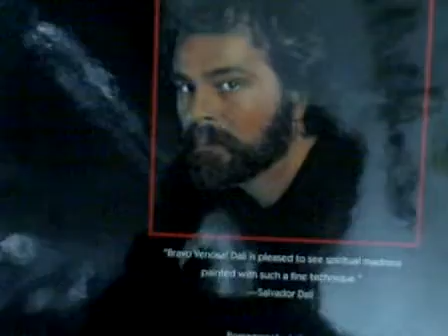 "Bravo Venosa! Dali is pleased to see spiritual madness
painted with such a fine technique."
—Salvador Dali